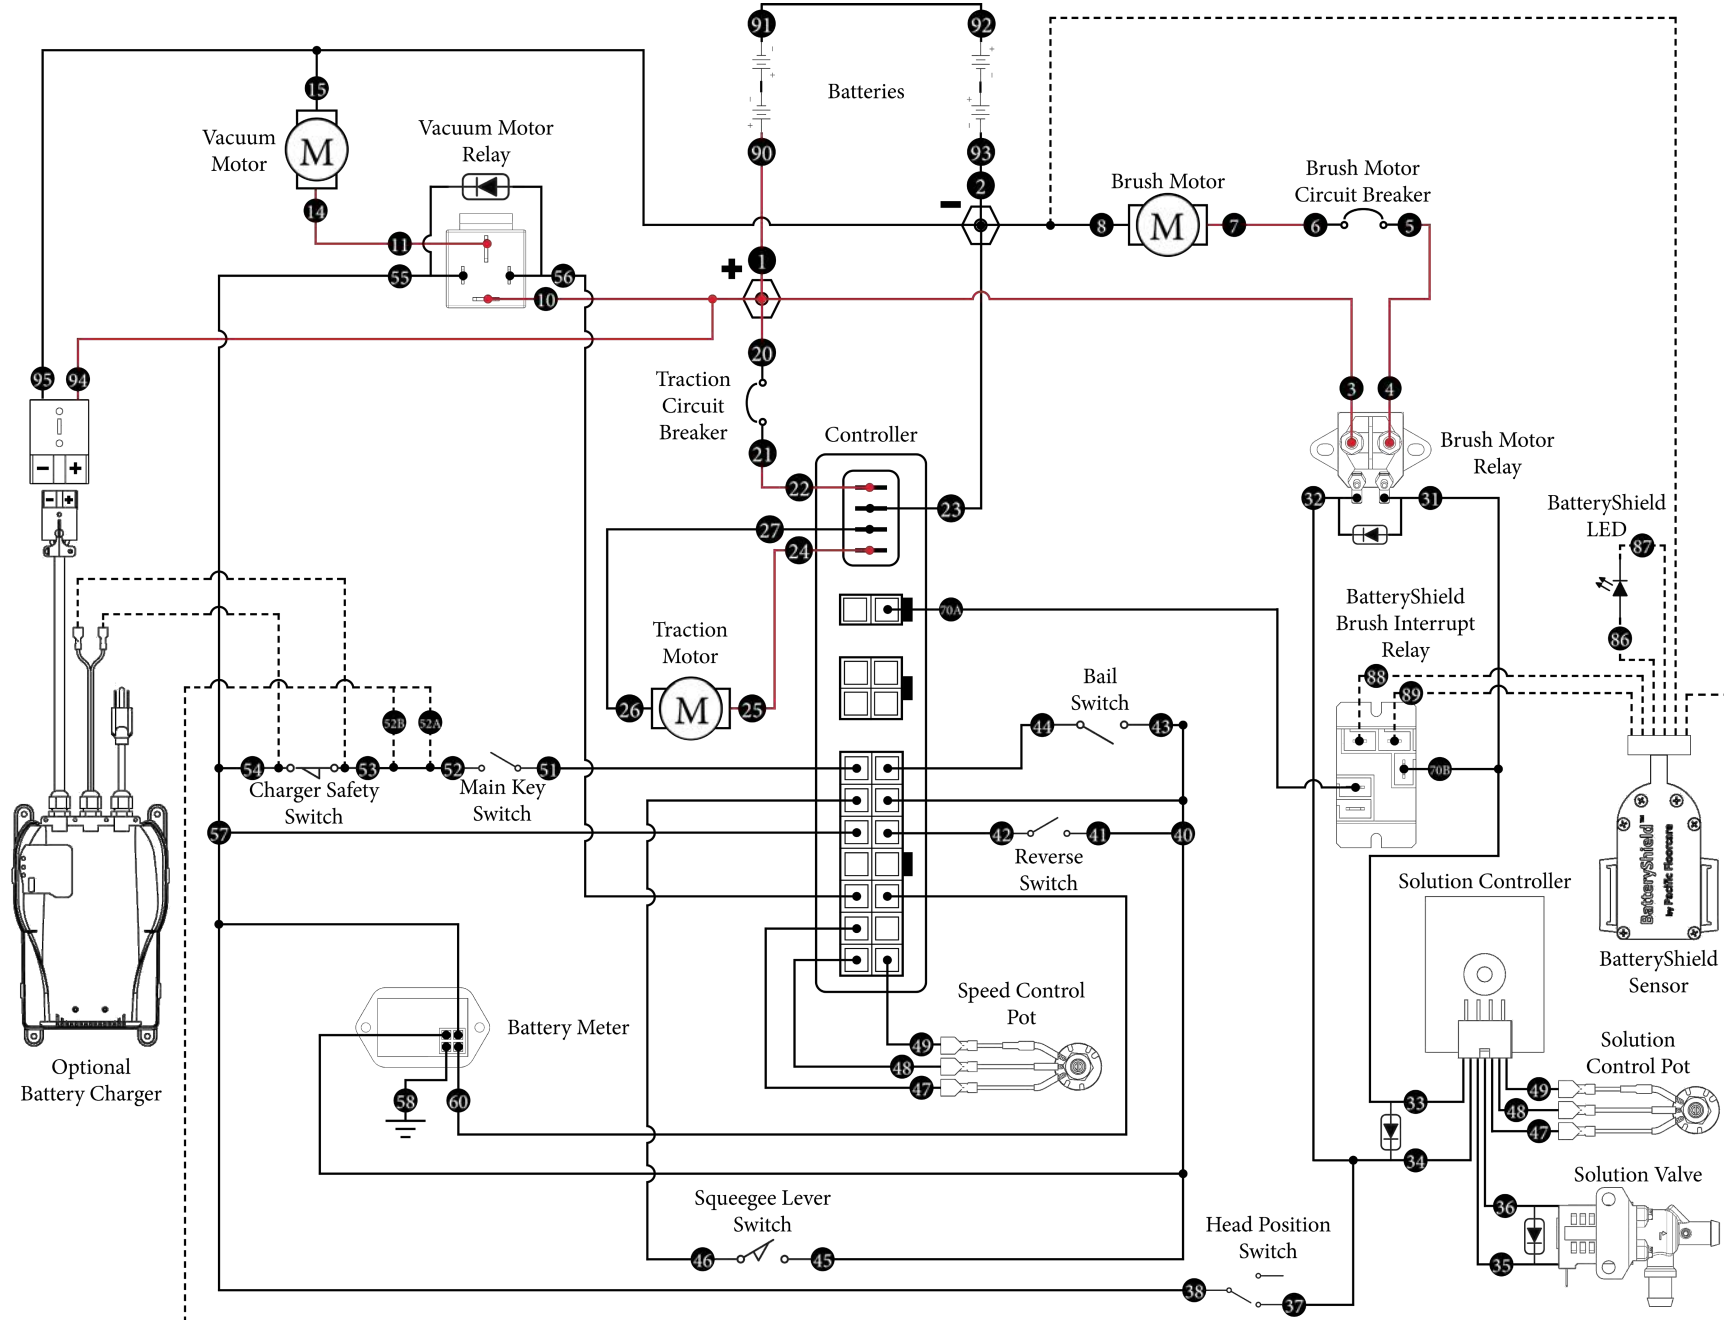 91
92
15
Batteries
Vacuum
Motor
Vacuum Motor
Relay
90
93
2
Brush Motor
Brush Motor
Circuit Breaker
14
11
8
7
6
5
-
+
1
55
56
10
95
94
20
Traction
Circuit
Breaker
3
4
Controller
21
Brush Motor
Relay
22
23
27
24
32
31
BatteryShield
LED
87
86
70A
BatteryShield
Brush Interrupt
Relay
Traction
Motor
Bail
Switch
88
89
26
M
25
44
43
52B
52A
54
53
52
51
70B
Charger Safety
Switch
Main Key
Switch
57
42
41
40
Reverse
Switch
Solution Controller
BatteryShield™
by Pacific Floorcare
BatteryShield
Sensor
Speed Control
Pot
Battery Meter
49
48
47
Optional
Battery Charger
58
60
Solution
Control Pot
33
34
49
48
47
Solution Valve
Squeegee Lever
Switch
46
45
Head Position
Switch
38
37
36
35
M
M
- +
- +